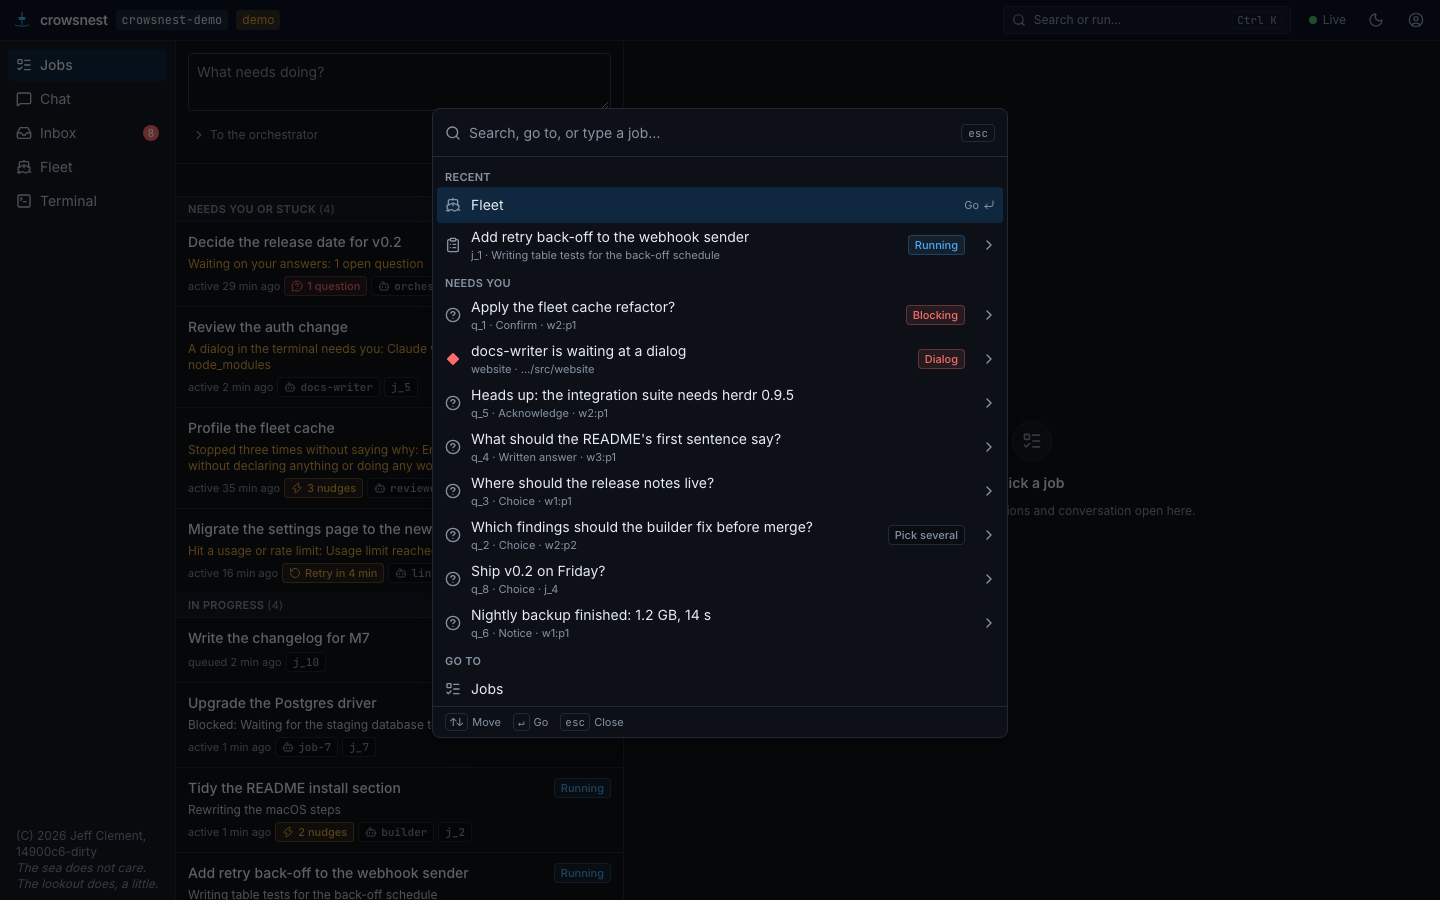 crowsnest crowsnest-demo demo
Search or run... Ctrl K
Live
Jobs
Chat
Inbox 8
Fleet
Terminal
(C) 2026 Jeff Clement,
14900c6-dirty
The sea does not care.
The lookout does, a little.
What needs doing?
To the orchestrator
NEEDS YOU OR STUCK (4)
Decide the release date for v0.2
Waiting on your answers: 1 open question
active 29 min ago 1 question
Review the auth change
A dialog in the terminal needs you: Claude
node_modules
active 2 min ago docs-writer j_5
Profile the fleet cache
Stopped three times without saying why:
without declaring anything or doing any
active 35 min ago 3 nudges
Migrate the settings page to the new
Hit a usage or rate limit: Usage limit
active 16 min ago Retry in 4 min
IN PROGRESS (4)
Write the changelog for M7
queued 2 min ago j_10
Upgrade the Postgres driver
Blocked: Waiting for the staging database
active 1 min ago job-7 j_7
Tidy the README install section Running
Rewriting the macOS steps
active 1 min ago 2 nudges builder j_2
Add retry back-off to the webhook sender Running
Writing table tests for the back-off schedule
Search, go to, or type a job... esc
RECENT
Fleet Go
Add retry back-off to the webhook sender Running
j_1 · Writing table tests for the back-off schedule
NEEDS YOU
Apply the fleet cache refactor? Blocking
q_1 · Confirm · w2:p1
docs-writer is waiting at a dialog Dialog
website · .../src/website
Heads up: the integration suite needs herdr 0.9.5
q_5 · Acknowledge · w2:p1
What should the README's first sentence say?
q_4 · Written answer · w3:p1
Where should the release notes live?
q_3 · Choice · w1:p1
Which findings should the builder fix before merge? Pick several
q_2 · Choice · w2:p2
Ship v0.2 on Friday?
q_8 · Choice · j_4
Nightly backup finished: 1.2 GB, 14 s
q_6 · Notice · w1:p1
GO TO
Jobs
↑↓ Move ↵ Go esc Close
a job
and conversation open here.